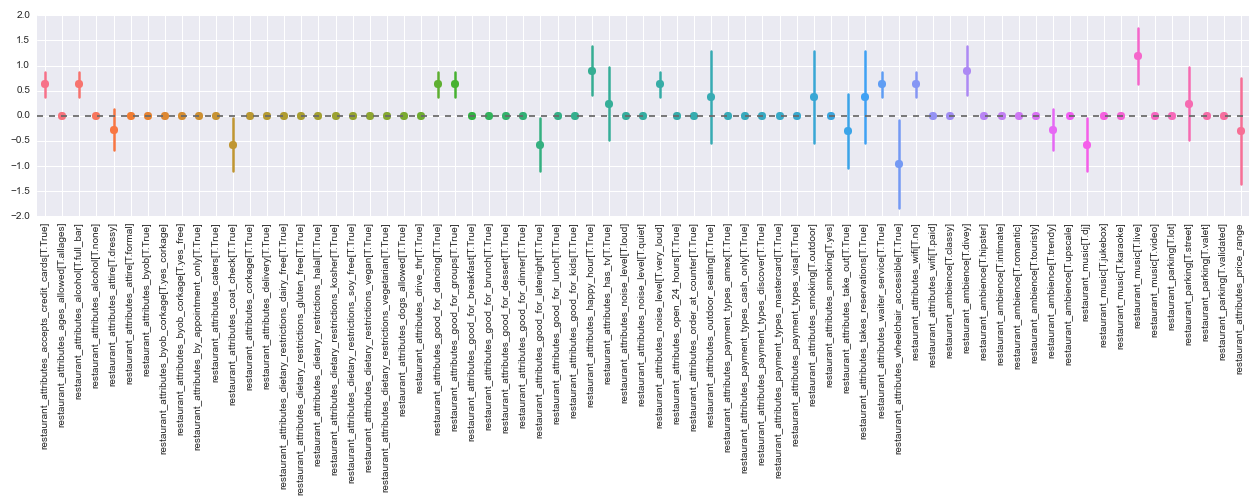 2.0
1.5
1.0
0.5
0.0
−0.5
−1.0
−1.5
−2.0
restaurant_attributes_accepts_credit_cards[T.True]
restaurant_attributes_ages_allowed[T.allages]
restaurant_attributes_alcohol[T.full_bar]
restaurant_attributes_alcohol[T.none]
restaurant_attributes_attire[T.dressy]
restaurant_attributes_attire[T.formal]
restaurant_attributes_byob[T.True]
restaurant_attributes_byob_corkage[T.yes_corkage]
restaurant_attributes_byob_corkage[T.yes_free]
restaurant_attributes_by_appointment_only[T.True]
restaurant_attributes_caters[T.True]
restaurant_attributes_coat_check[T.True]
restaurant_attributes_corkage[T.True]
restaurant_attributes_delivery[T.True]
restaurant_attributes_dietary_restrictions_dairy_free[T.True]
restaurant_attributes_dietary_restrictions_gluten_free[T.True]
restaurant_attributes_dietary_restrictions_halal[T.True]
restaurant_attributes_dietary_restrictions_kosher[T.True]
restaurant_attributes_dietary_restrictions_soy_free[T.True]
restaurant_attributes_dietary_restrictions_vegan[T.True]
restaurant_attributes_dietary_restrictions_vegetarian[T.True]
restaurant_attributes_dogs_allowed[T.True]
restaurant_attributes_drive_thr[T.True]
restaurant_attributes_good_for_dancing[T.True]
restaurant_attributes_good_for_groups[T.True]
restaurant_attributes_good_for_breakfast[T.True]
restaurant_attributes_good_for_brunch[T.True]
restaurant_attributes_good_for_dessert[T.True]
restaurant_attributes_good_for_dinner[T.True]
restaurant_attributes_good_for_latenight[T.True]
restaurant_attributes_good_for_lunch[T.True]
restaurant_attributes_good_for_kids[T.True]
restaurant_attributes_happy_hour[T.True]
restaurant_attributes_has_tv[T.True]
restaurant_attributes_noise_level[T.loud]
restaurant_attributes_noise_level[T.quiet]
restaurant_attributes_noise_level[T.very_loud]
restaurant_attributes_open_24_hours[T.True]
restaurant_attributes_order_at_counter[T.True]
restaurant_attributes_outdoor_seating[T.True]
restaurant_attributes_payment_types_amex[T.True]
restaurant_attributes_payment_types_cash_only[T.True]
restaurant_attributes_payment_types_discover[T.True]
restaurant_attributes_payment_types_mastercard[T.True]
restaurant_attributes_payment_types_visa[T.True]
restaurant_attributes_smoking[T.outdoor]
restaurant_attributes_smoking[T.yes]
restaurant_attributes_take_out[T.True]
restaurant_attributes_takes_reservations[T.True]
restaurant_attributes_waiter_service[T.True]
restaurant_attributes_wheelchair_accessible[T.True]
restaurant_attributes_wifi[T.no]
restaurant_attributes_wifi[T.paid]
restaurant_ambience[T.classy]
restaurant_ambience[T.divey]
restaurant_ambience[T.hipster]
restaurant_ambience[T.intimate]
restaurant_ambience[T.romantic]
restaurant_ambience[T.touristy]
restaurant_ambience[T.trendy]
restaurant_ambience[T.upscale]
restaurant_music[T.dj]
restaurant_music[T.jukebox]
restaurant_music[T.karaoke]
restaurant_music[T.live]
restaurant_music[T.video]
restaurant_parking[T.lot]
restaurant_parking[T.street]
restaurant_parking[T.valet]
restaurant_parking[T.validated]
restaurant_attributes_price_range